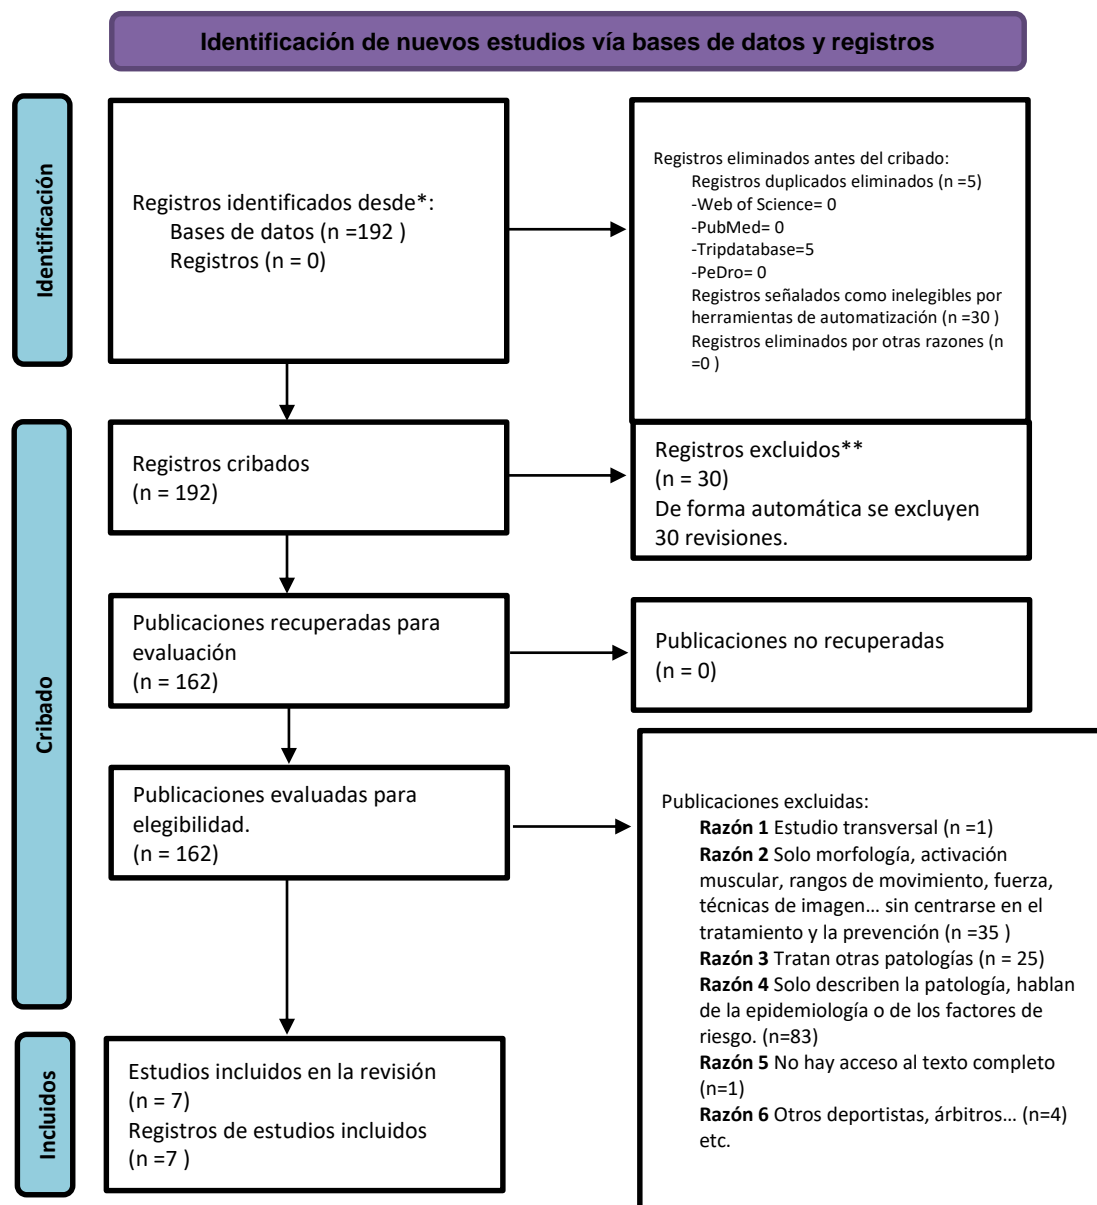 Identificación de nuevos estudios vía bases de datos y registros
Identificación
Registros identificados desde*:
Bases de datos (n =192 )
Registros (n = 0)
Registros eliminados antes del cribado:
Registros duplicados eliminados (n =5)
-Web of Science= 0
-PubMed= 0
-Tripdatabase=5
-PeDro= 0
Registros señalados como inelegibles por
herramientas de automatización (n =30 )
Registros eliminados por otras razones (n
=0 )
Cribado
Registros cribados
(n = 192)
Registros excluidos**
(n = 30)
De forma automática se excluyen
30 revisiones.
Publicaciones recuperadas para
evaluación
(n = 162)
Publicaciones no recuperadas
(n = 0)
Publicaciones evaluadas para
elegibilidad.
(n = 162)
Publicaciones excluidas:
Razón 1 Estudio transversal (n =1)
Razón 2 Solo morfología, activación
muscular, rangos de movimiento, fuerza,
técnicas de imagen… sin centrarse en el
tratamiento y la prevención (n =35 )
Razón 3 Tratan otras patologías (n = 25)
Razón 4 Solo describen la patología, hablan
de la epidemiología o de los factores de
riesgo. (n=83)
Razón 5 No hay acceso al texto completo
(n=1)
Razón 6 Otros deportistas, árbitros… (n=4)
etc.
Incluidos
Estudios incluidos en la revisión
(n = 7)
Registros de estudios incluidos
(n =7 )